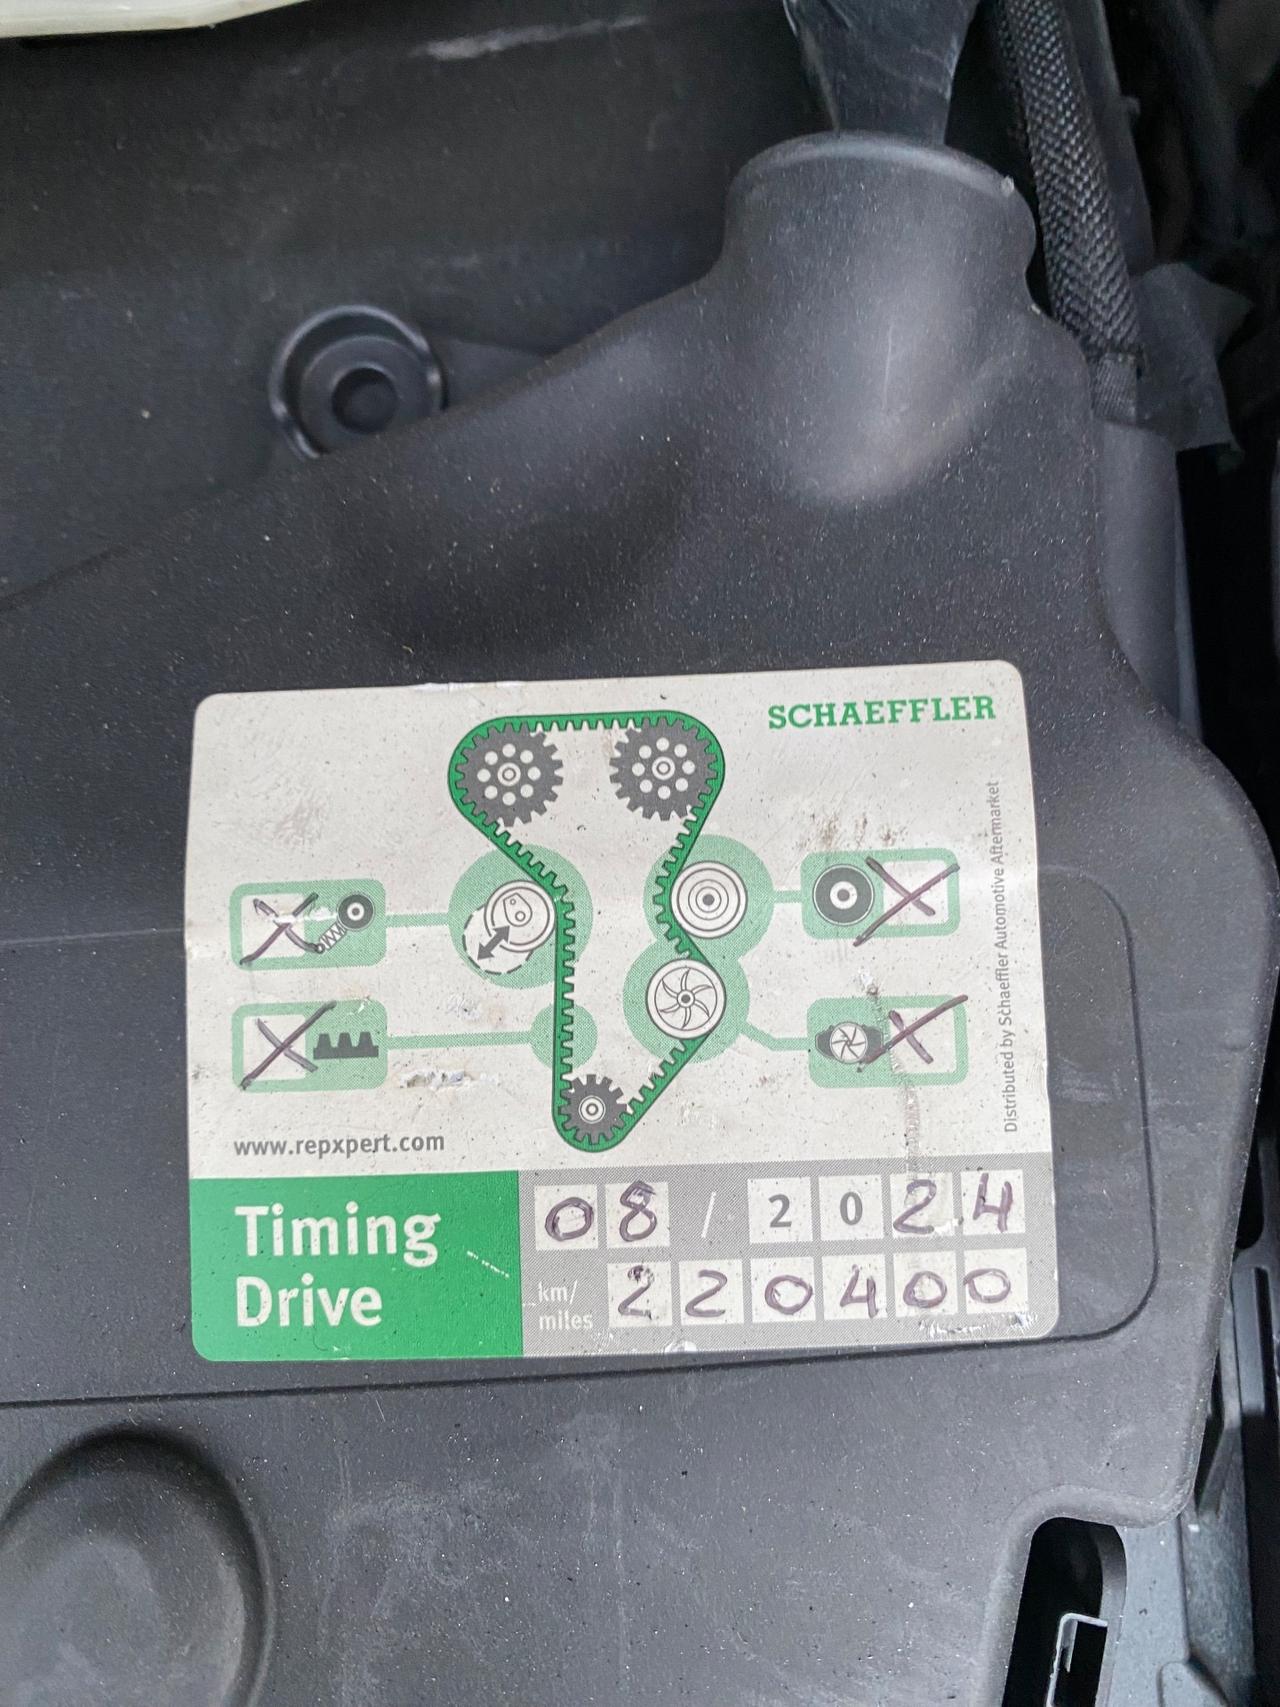 SCHAEFFLER
Distributed by Schaeffler Automotive Aftermarket
www.repxpert.com
Timing
Drive
08 / 2024
km/
miles
220400